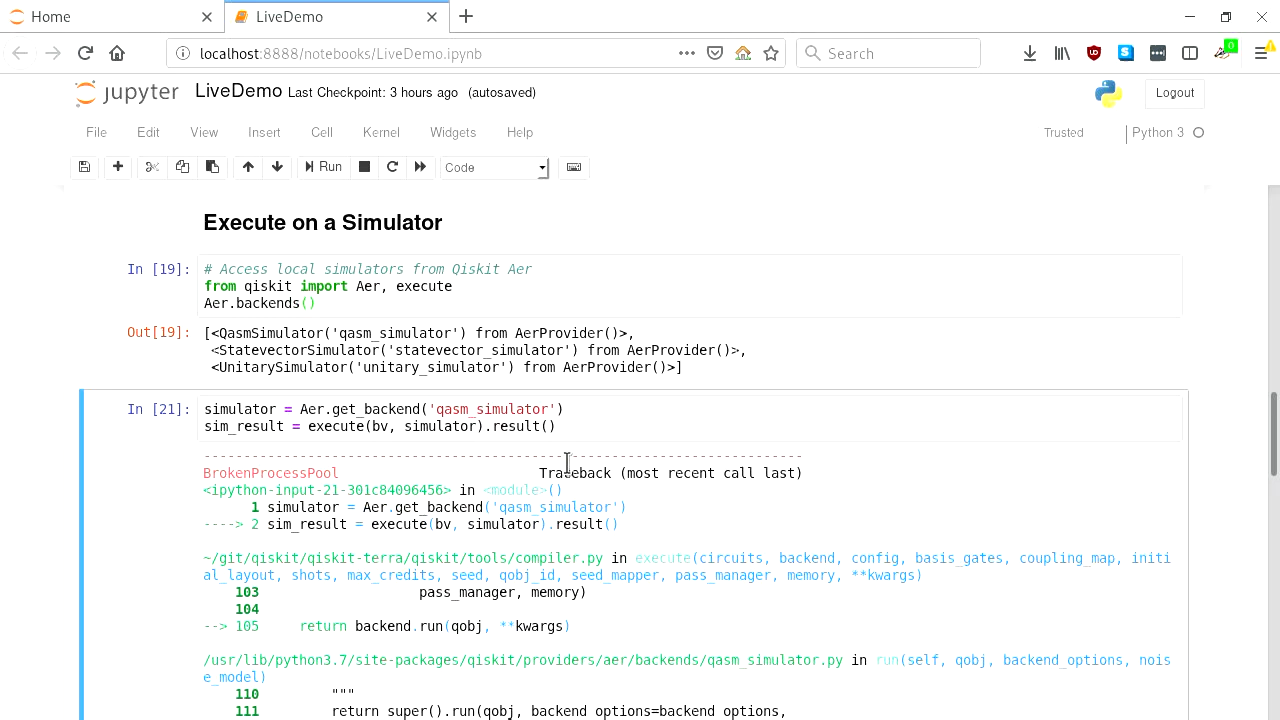 Home
LiveDemo
localhost:8888/notebooks/LiveDemo.ipynb
Search
0
jupyter LiveDemo Last Checkpoint: 3 hours ago (autosaved)
Logout
File Edit View Insert Cell Kernel Widgets Help
Trusted
Python 3
Run
Code
Execute on a Simulator
In [19]: # Access local simulators from Qiskit Aer
from qiskit import Aer, execute
Aer.backends()
Out[19]: [<QasmSimulator('qasm_simulator') from AerProvider()>,
<StatevectorSimulator('statevector_simulator') from AerProvider()>,
<UnitarySimulator('unitary_simulator') from AerProvider()>]
In [21]: simulator = Aer.get_backend('qasm_simulator')
sim_result = execute(bv, simulator).result()
---------------------------------------------------------------------------
BrokenProcessPool                         Traceback (most recent call last)
<ipython-input-21-301c84096456> in <module>()
      1 simulator = Aer.get_backend('qasm_simulator')
----> 2 sim_result = execute(bv, simulator).result()
~/git/qiskit/qiskit-terra/qiskit/tools/compiler.py in execute(circuits, backend, config, basis_gates, coupling_map, initi
al_layout, shots, max_credits, seed, qobj_id, seed_mapper, pass_manager, memory, **kwargs)
    103                    pass_manager, memory)
    104
--> 105     return backend.run(qobj, **kwargs)
/usr/lib/python3.7/site-packages/qiskit/providers/aer/backends/qasm_simulator.py in run(self, qobj, backend_options, nois
e_model)
    110         """
    111         return super().run(qobj, backend_options=backend_options,